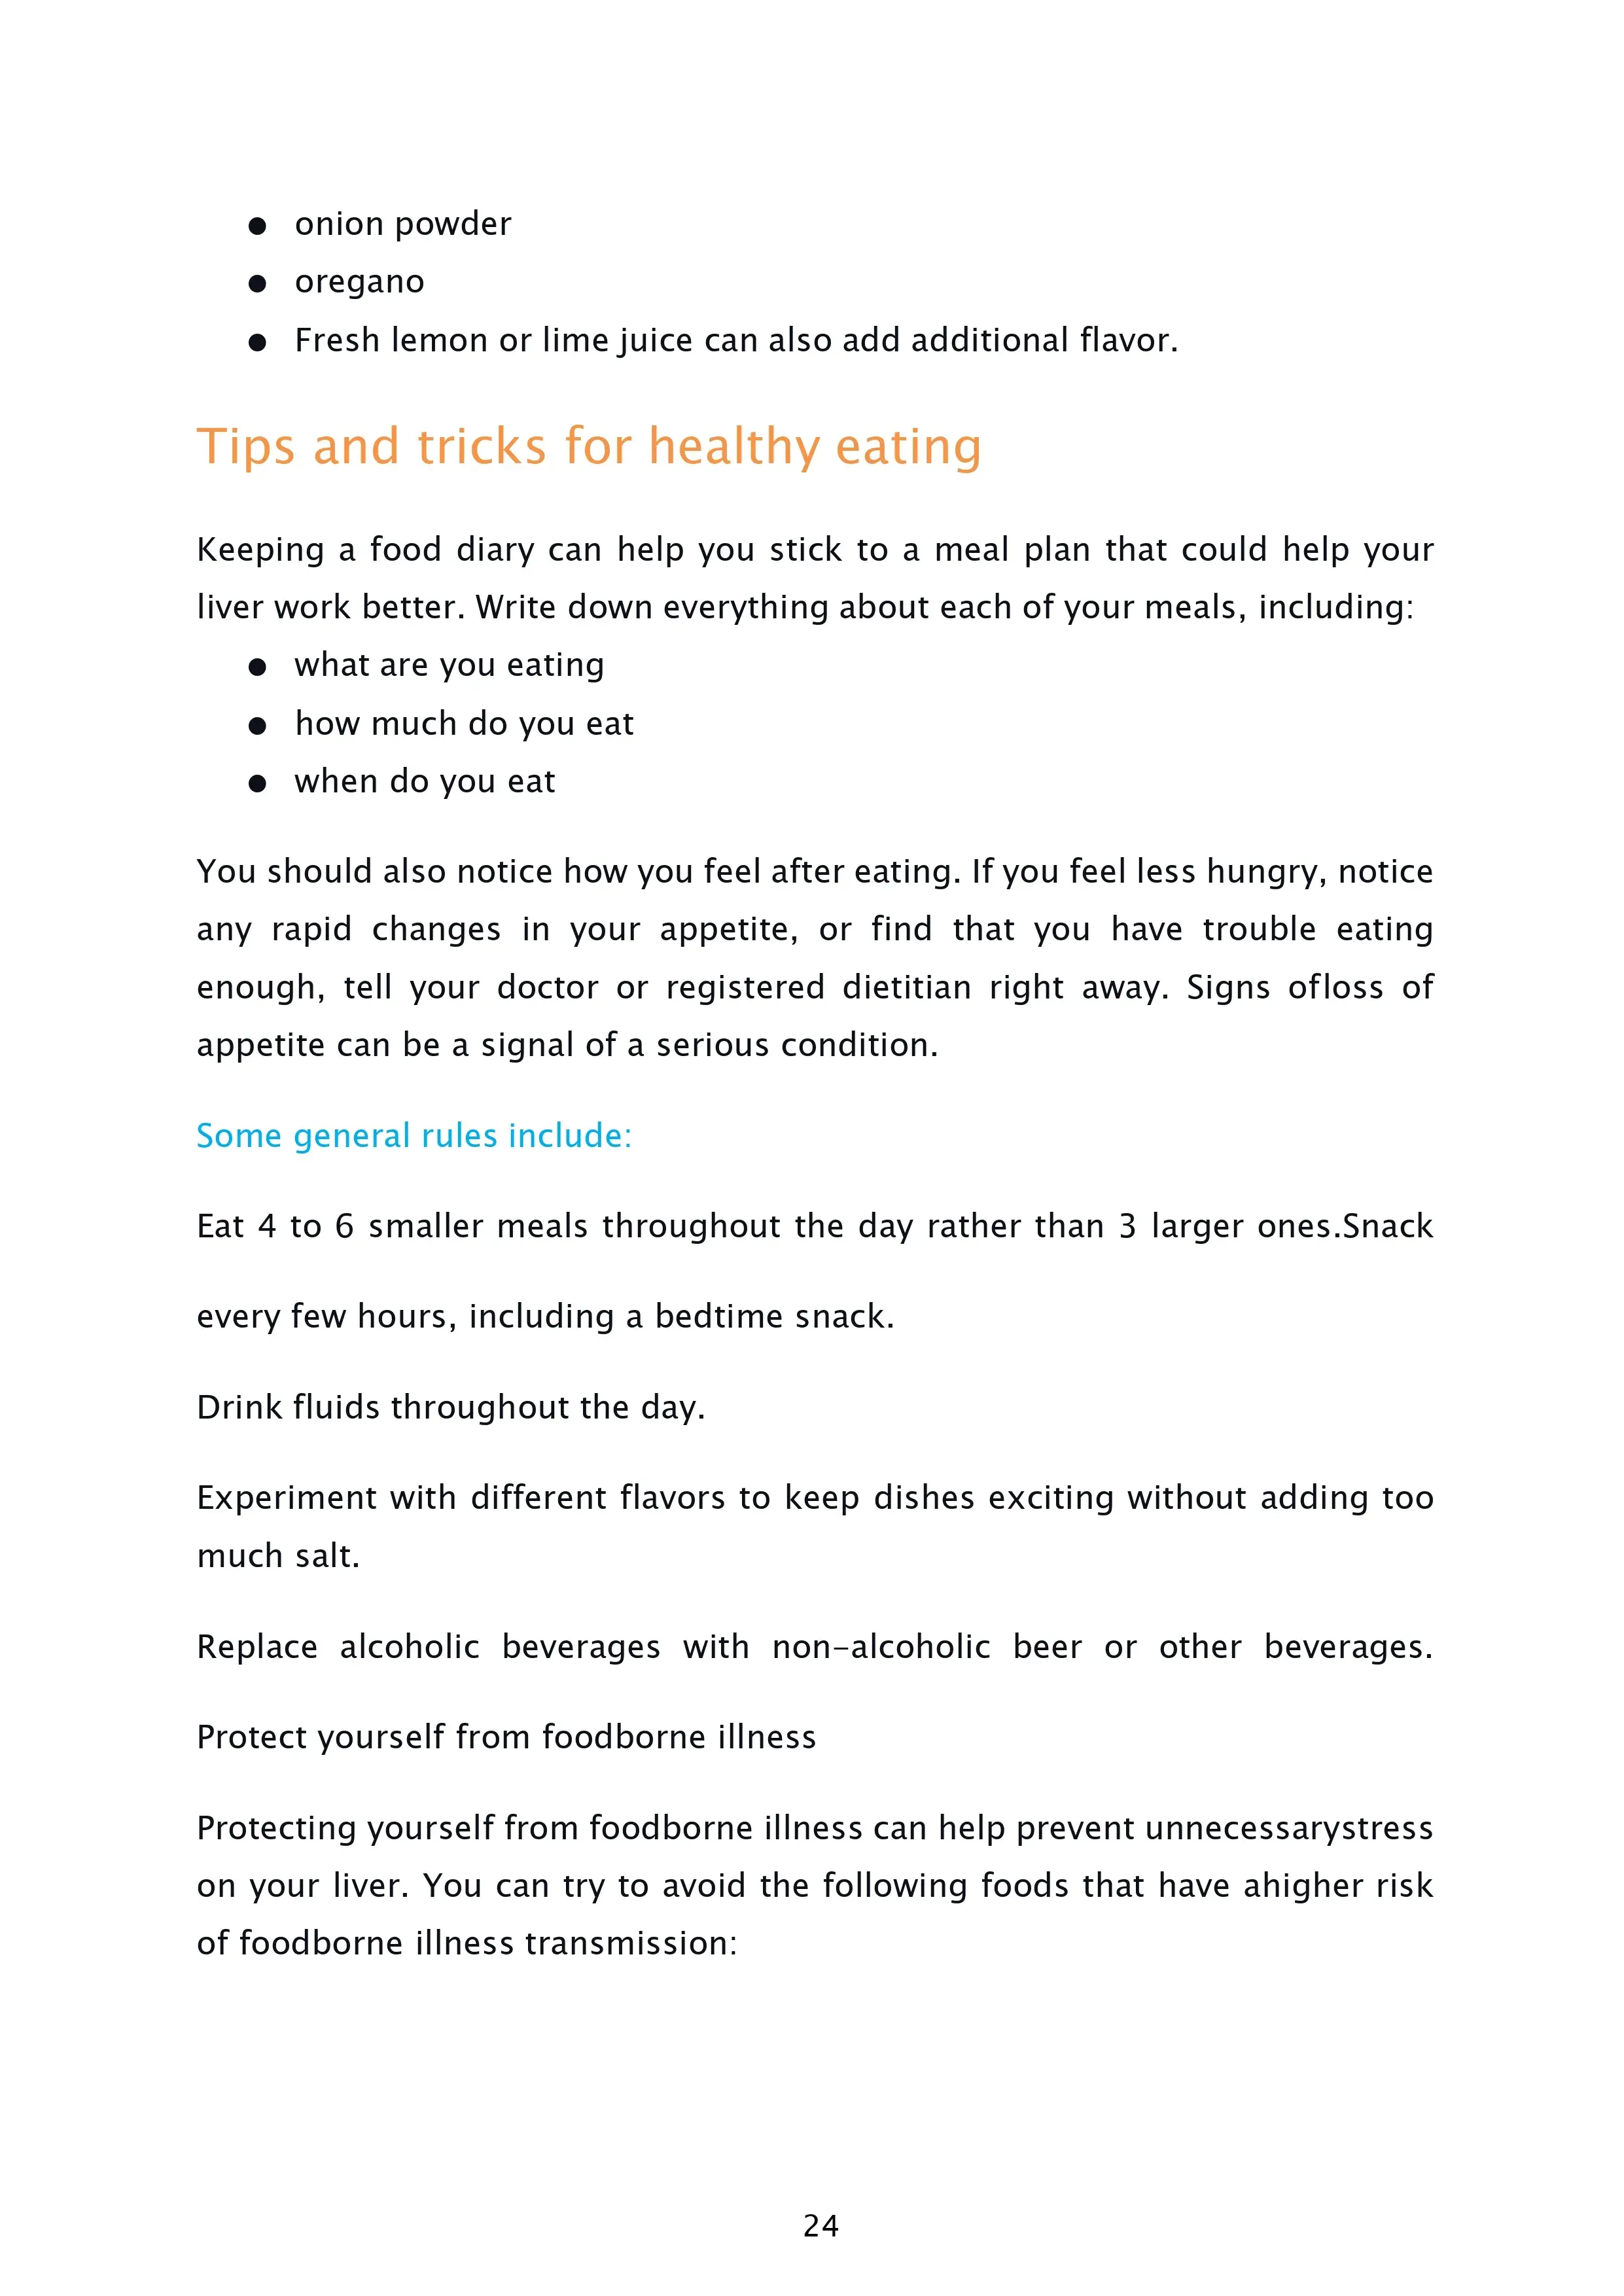 ● onion powder
● oregano
● Fresh lemon or lime juice can also add additional flavor.
Tips and tricks for healthy eating
Keeping a food diary can help you stick to a meal plan that could help your
liver work better. Write down everything about each of your meals, including:
● what are you eating
● how much do you eat
● when do you eat
You should also notice how you feel after eating. If you feel less hungry, notice
any rapid changes in your appetite, or find that you have trouble eating
enough, tell your doctor or registered dietitian right away. Signs ofloss of
appetite can be a signal of a serious condition.
Some general rules include:
Eat 4 to 6 smaller meals throughout the day rather than 3 larger ones.Snack
every few hours, including a bedtime snack.
Drink fluids throughout the day.
Experiment with different flavors to keep dishes exciting without adding too
much salt.
Replace alcoholic beverages with non-alcoholic beer or other beverages.
Protect yourself from foodborne illness
Protecting yourself from foodborne illness can help prevent unnecessarystress
on your liver. You can try to avoid the following foods that have ahigher risk
of foodborne illness transmission:
24